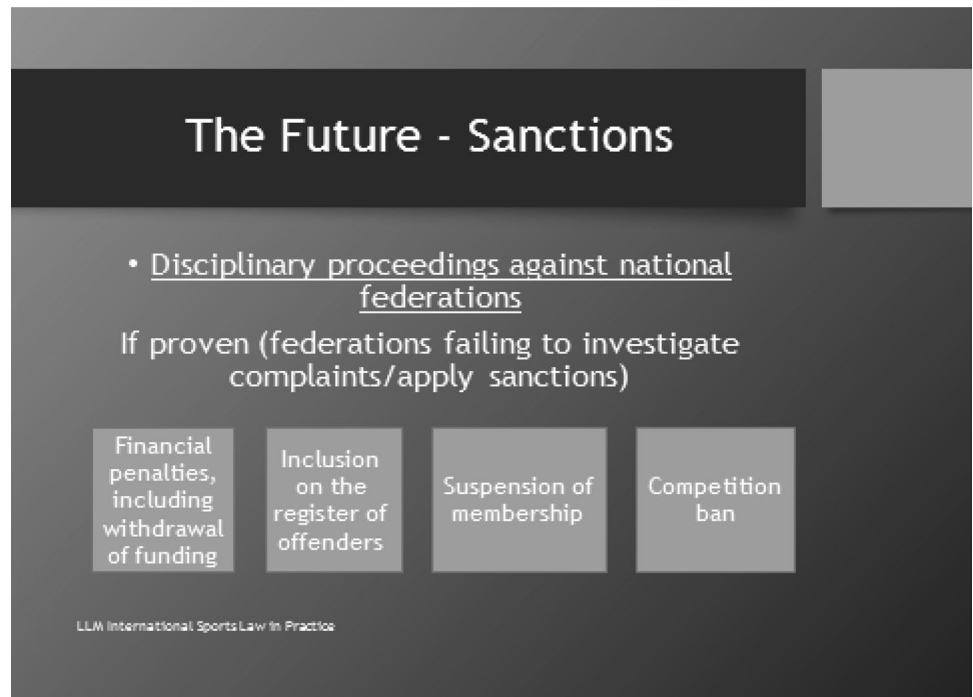 The Future - Sanctions
• Disciplinary proceedings against national
federations
If proven (federations failing to investigate
complaints/apply sanctions)
Financial
penalties,
including
withdrawal
of funding
Inclusion
on the
register of
offenders
Suspension of
membership
Competition
ban
LLM International Sports Law in Practice